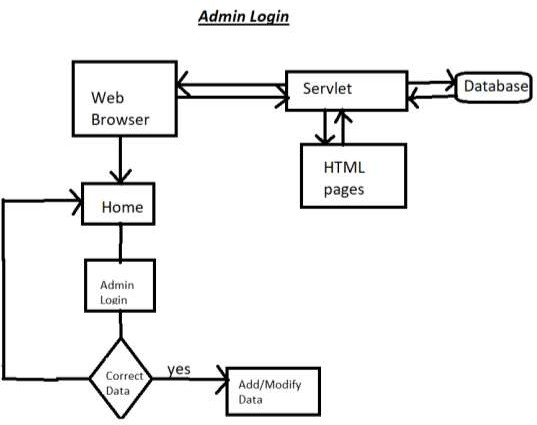 Admin Login
Web
Browser
Servlet
Database
HTML
pages
Home
Admin
Login
Correct
Data
yes
Add/Modify
Data